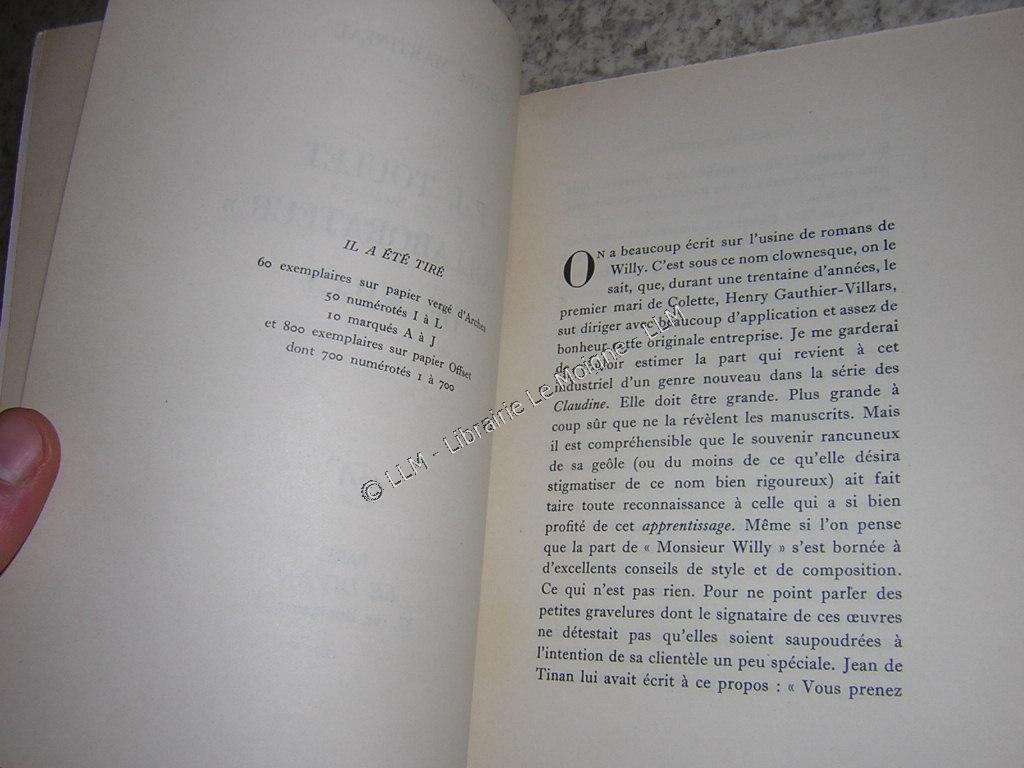 IL A ÉTÉ TIRÉ
60 exemplaires sur papier vergé d'Arches
50 numérotés I à L
10 marqués A à J
et 800 exemplaires sur papier Offset
dont 700 numérotés 1 à 700
ON a beaucoup écrit sur l'usine de romans de
Willy. C'est sous ce nom clownesque, on le
sait, que, durant une trentaine d'années, le
premier mari de Colette, Henry Gauthier-Villars,
sut diriger avec beaucoup d'application et assez de
bonheur cette originale entreprise. Je me garderai
de vouloir estimer la part qui revient à cet
industriel d'un genre nouveau dans la série des
Claudine. Elle doit être grande. Plus grande à
coup sûr que ne la révèlent les manuscrits. Mais
il est compréhensible que le souvenir rancuneux
de sa geôle (ou du moins de ce qu'elle désira
stigmatiser de ce nom bien rigoureux) ait fait
taire toute reconnaissance à celle qui a si bien
profité de cet apprentissage. Même si l'on pense
que la part de « Monsieur Willy » s'est bornée à
d'excellents conseils de style et de composition.
Ce qui n'est pas rien. Pour ne point parler des
petites gravelures dont le signataire de ces œuvres
ne détestait pas qu'elles soient saupoudrées à
l'intention de sa clientèle un peu spéciale. Jean de
Tinan lui avait écrit à ce propos : « Vous prenez
© LLM - Librairie Le Moigne - LLM